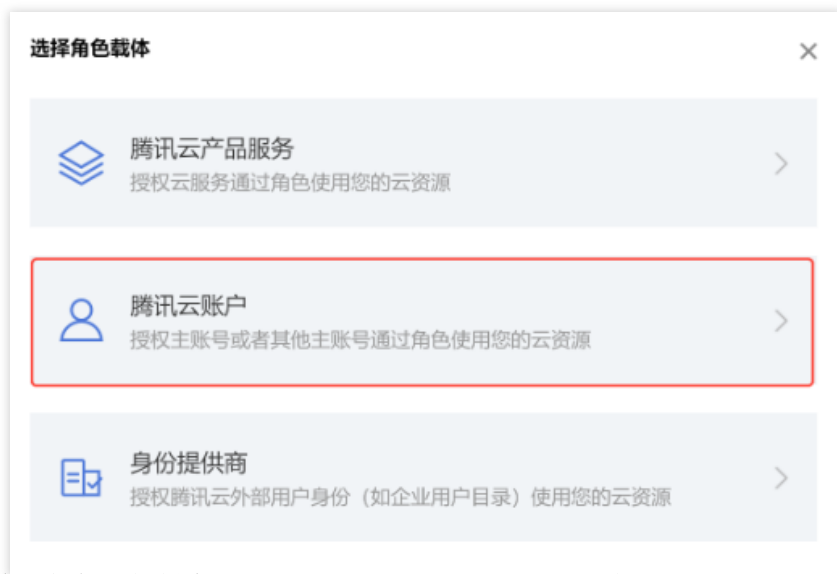 选择角色载体
腾讯云产品服务
授权云服务通过角色使用您的云资源
腾讯云账户
授权主账号或者其他主账号通过角色使用您的云资源
身份提供商
授权腾讯云外部用户身份（如企业用户目录）使用您的云资源